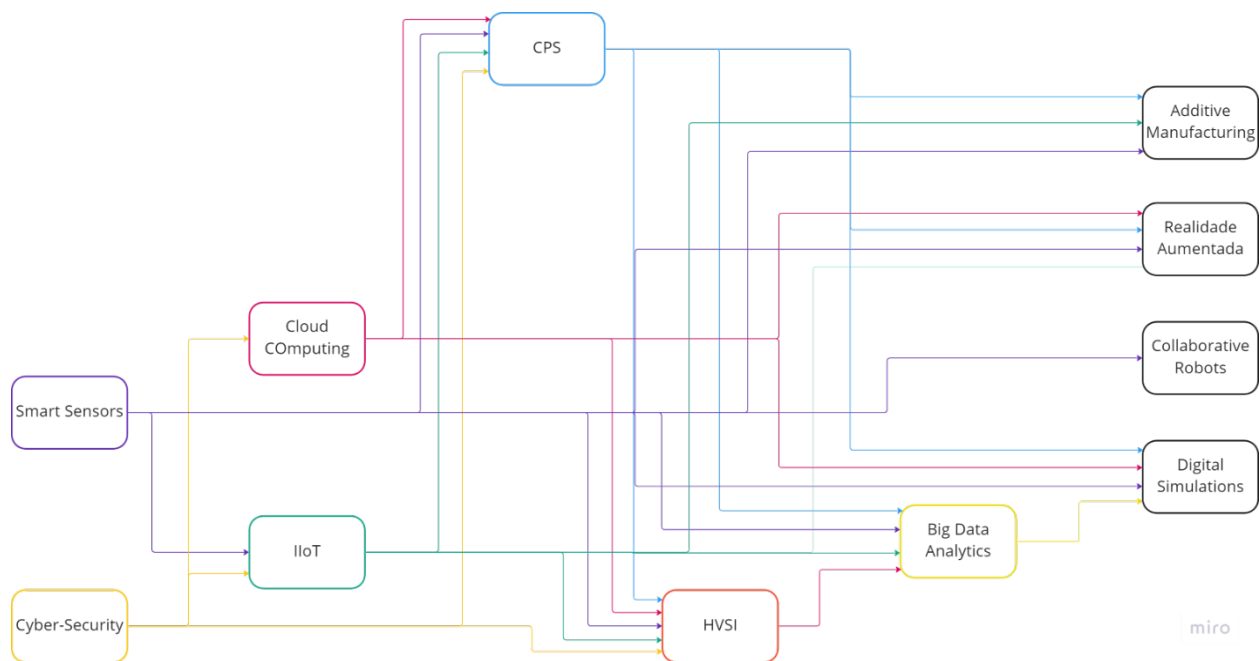 CPS
Additive
Manufacturing
Realidade
Aumentada
Cloud
COmputing
Collaborative
Robots
Smart Sensors
Digital
Simulations
IIoT
Big Data
Analytics
Cyber-Security
HVSI
miro